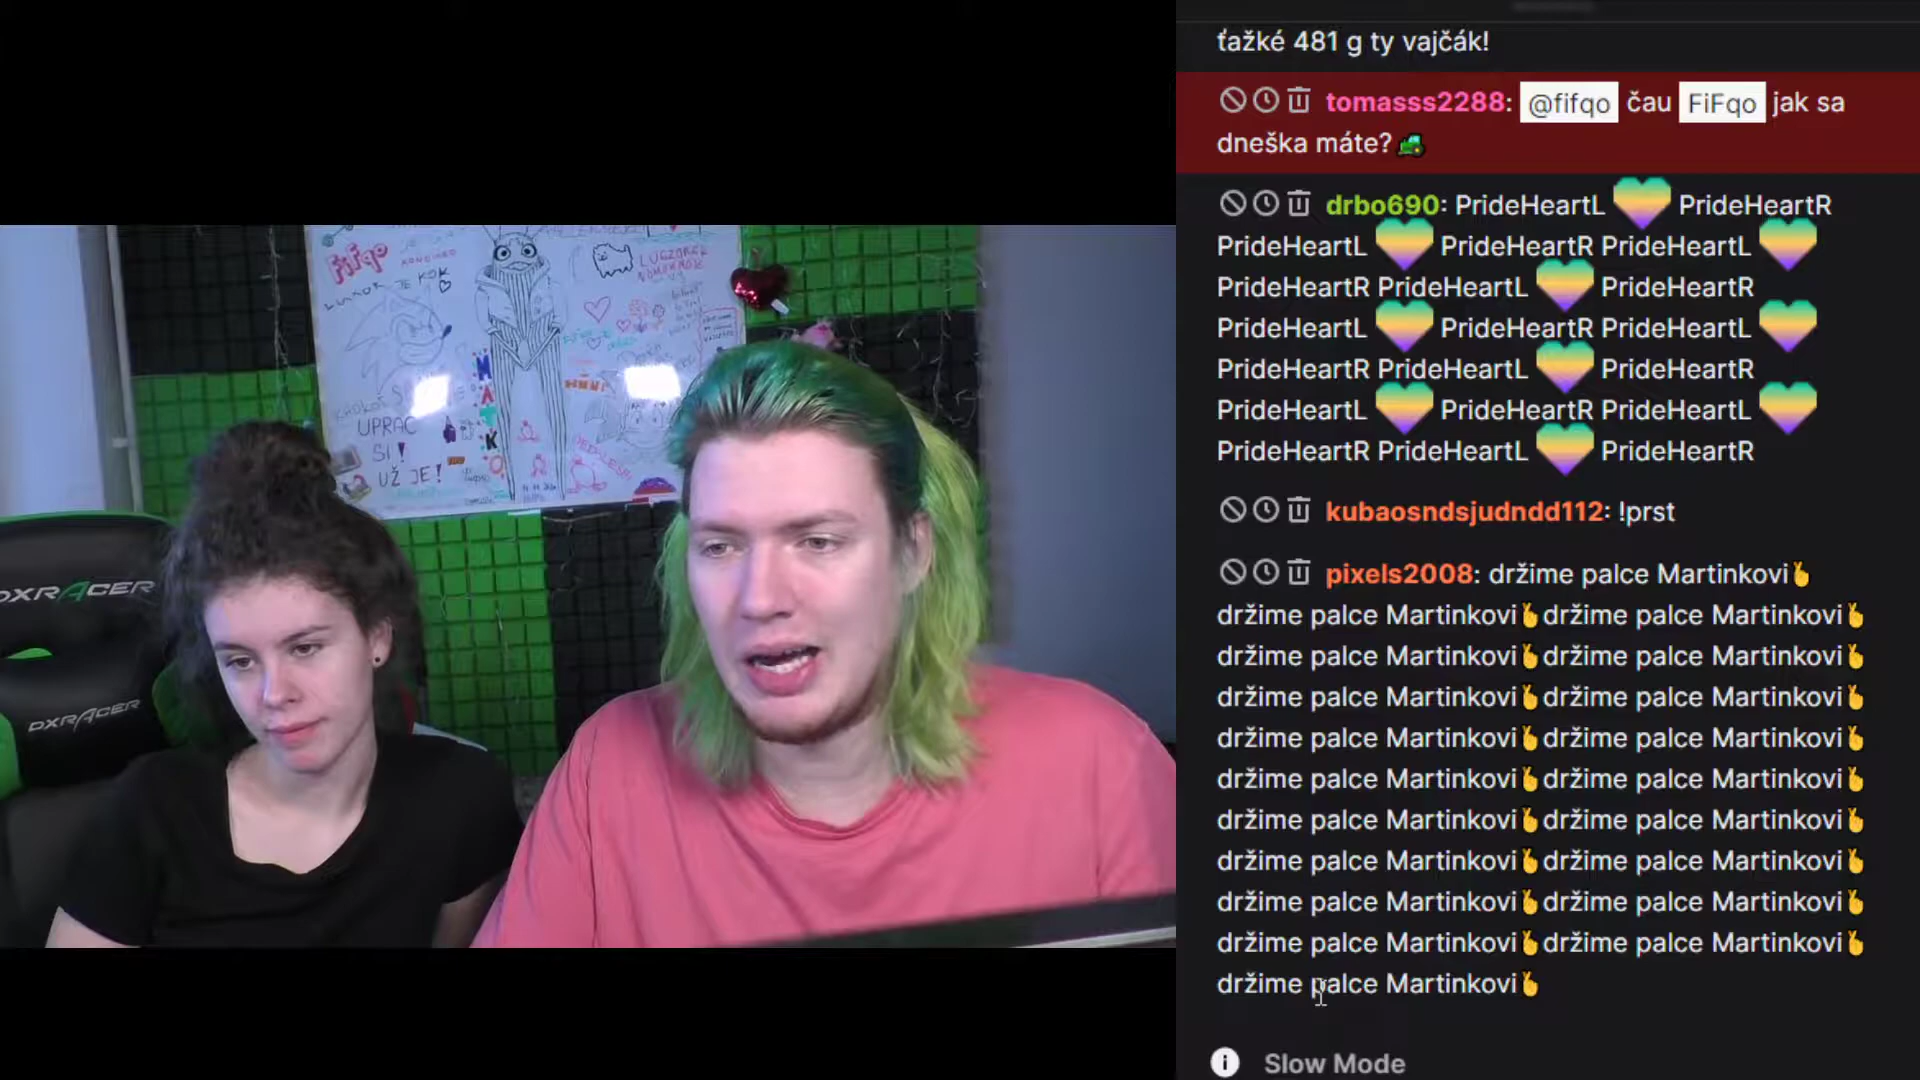 FiFqo
JE KOK
UPRAC
SI!
UŽ JE!
MATKO
DXRACER
DXRACER
ťažké 481 g ty vajčák!
tomasss2288: @fifqo čau FiFqo jak sa
dneška máte?
drbo690: PrideHeartL PrideHeartR
PrideHeartL PrideHeartR PrideHeartL
PrideHeartR PrideHeartL PrideHeartR
PrideHeartL PrideHeartR PrideHeartL
PrideHeartR PrideHeartL PrideHeartR
PrideHeartL PrideHeartR PrideHeartL
PrideHeartR PrideHeartL PrideHeartR
kubaosndsjudndd112: !prst
pixels2008: držime palce Martinkovi🫰
držime palce Martinkovi🫰držime palce Martinkovi🫰
držime palce Martinkovi🫰držime palce Martinkovi🫰
držime palce Martinkovi🫰držime palce Martinkovi🫰
držime palce Martinkovi🫰držime palce Martinkovi🫰
držime palce Martinkovi🫰držime palce Martinkovi🫰
držime palce Martinkovi🫰držime palce Martinkovi🫰
držime palce Martinkovi🫰držime palce Martinkovi🫰
držime palce Martinkovi🫰držime palce Martinkovi🫰
držime palce Martinkovi🫰držime palce Martinkovi🫰
držime palce Martinkovi🫰
Slow Mode